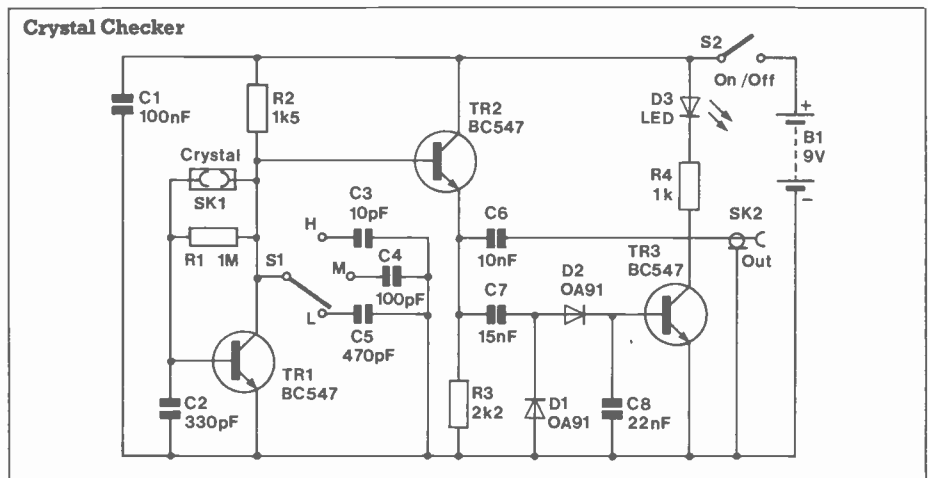 Crystal Checker
S2
On/Off
C1
100nF
R2
1k5
TR2
BC547
D3
LED
+
B1
9V
-
Crystal
SK1
R4
1k
C3
10pF
H
C6
10nF
SK2
Out
R1 1M
S1
M
C4
100pF
TR3
BC547
D2
OA91
C7
15nF
L
C5
470pF
TR1
BC547
C2
330pF
R3
2k2
D1
OA91
C8
22nF